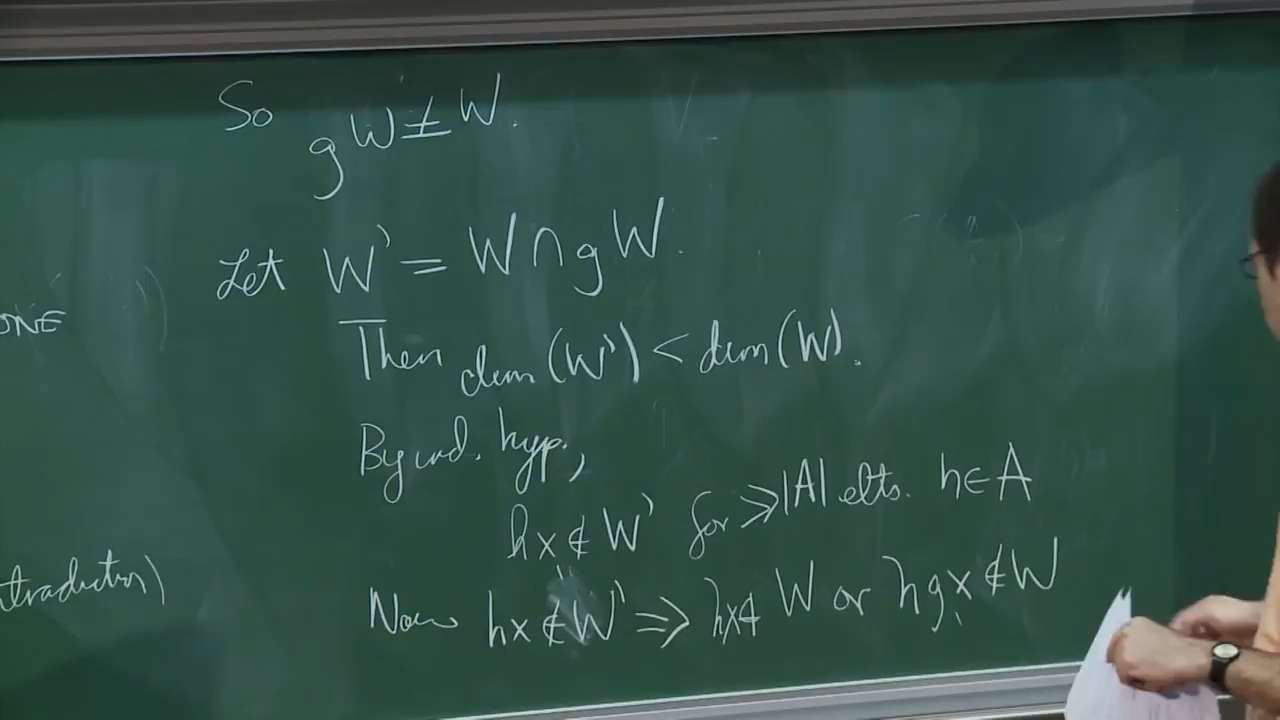 So gW ≠ W.
Let W' = W ∩ gW.
Then dim(W') < dim(W).
By ind. hyp.,
hx ∉ W' for ≫|A| elts. h ∈ A
Now hx ∉ W' ⇒ hx ∉ W or hgx ∉ W
ONE
tradiction)